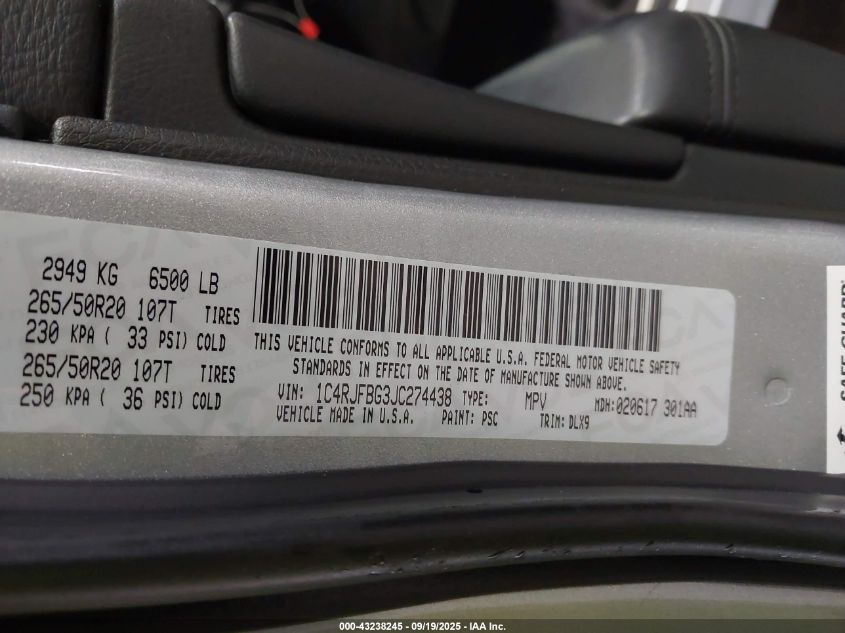 2949 KG 6500 LB
265/50R20 107T TIRES
230 KPA ( 33 PSI) COLD
265/50R20 107T TIRES
250 KPA ( 36 PSI) COLD
THIS VEHICLE CONFORMS TO ALL APPLICABLE U.S.A. FEDERAL MOTOR VEHICLE SAFETY
STANDARDS IN EFFECT ON THE DATE OF MANUFACTURE SHOWN ABOVE.
VIN: 1C4RJFBG3JC274438 TYPE: MPV MDH:020617 301AA
VEHICLE MADE IN U.S.A. PAINT: PSC TRIM: DLX9
000-43238245 - 09/19/2025 - IAA Inc.